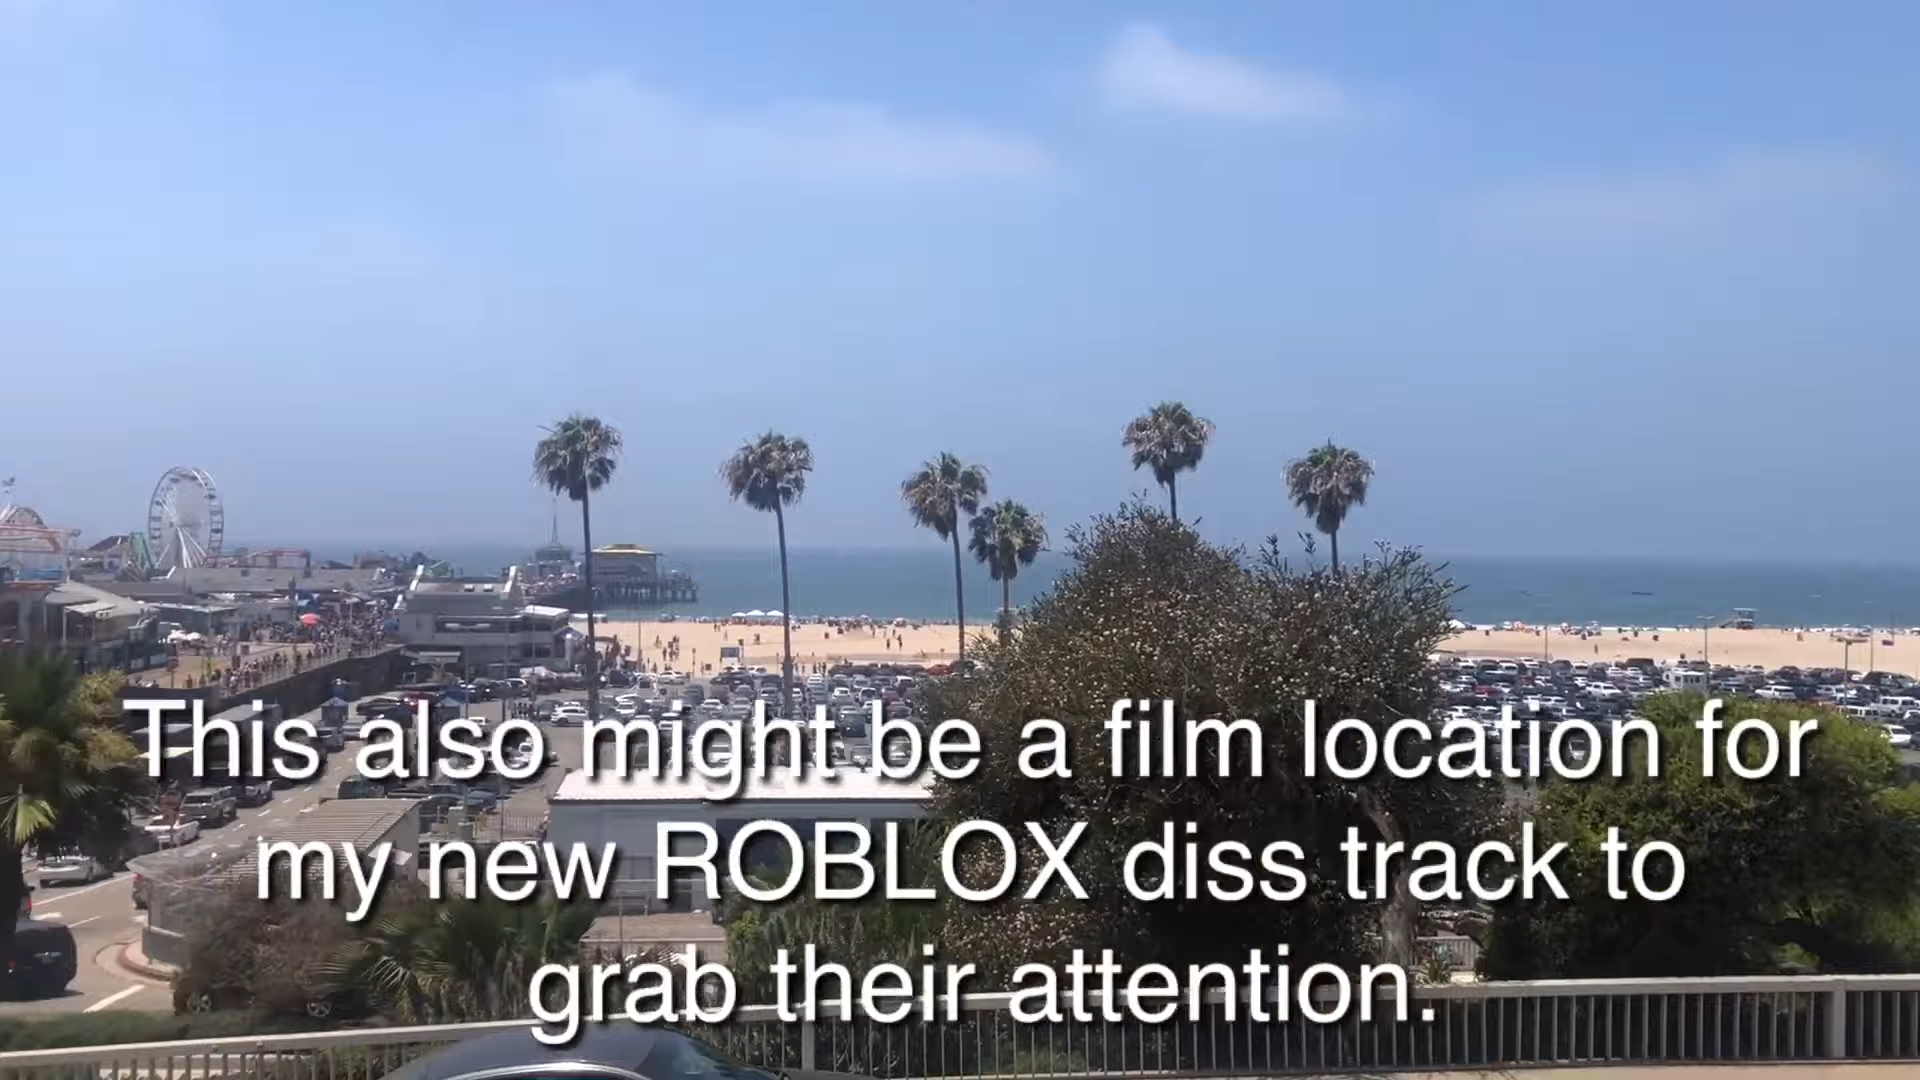 This also might be a film location for
my new ROBLOX diss track to
grab their attention.